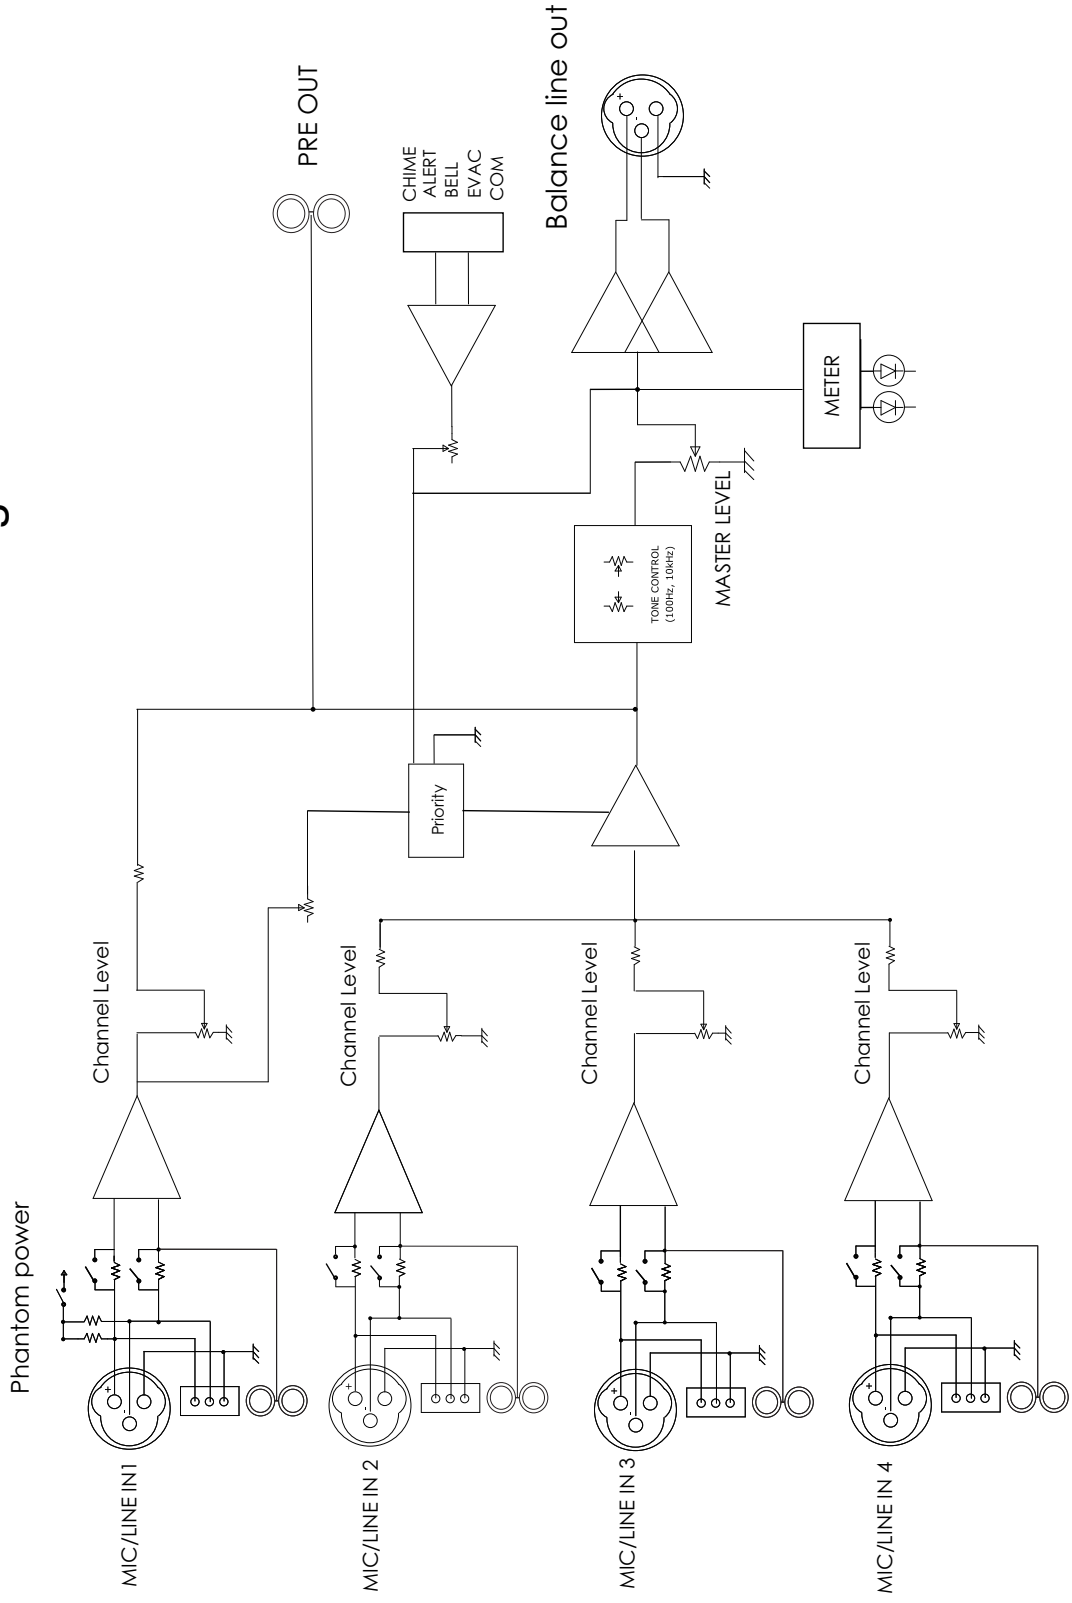 Phantom power
MIC/LINE IN1
Channel Level
MIC/LINE IN 2
Channel Level
MIC/LINE IN 3
Channel Level
MIC/LINE IN 4
Channel Level
Priority
TONE CONTROL
(100Hz, 10kHz)
MASTER LEVEL
METER
PRE OUT
CHIME
ALERT
BELL
EVAC
COM
Balance line out